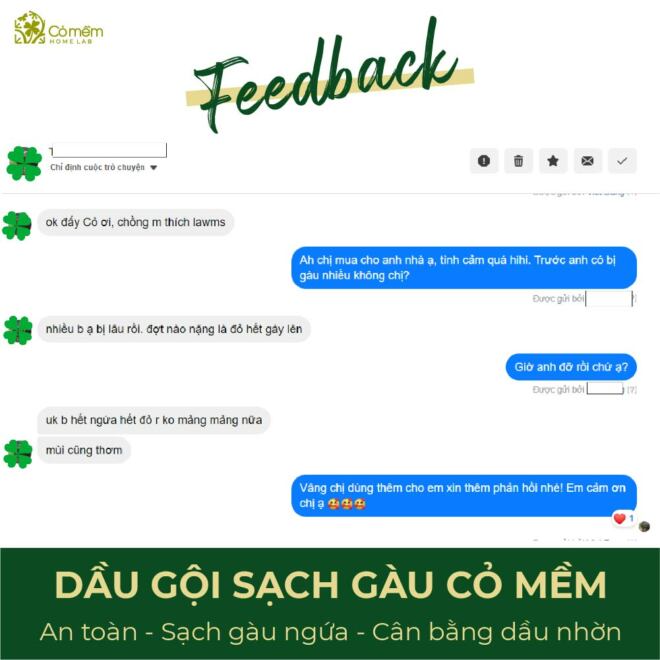 Cỏ mềm
HOME LAB
Feedback
T
Chỉ định cuộc trò chuyện
ok đấy Cỏ ơi, chồng m thích lawms
Ah chị mua cho anh nhà ạ, tình cảm quá hihi. Trước anh có bị
gàu nhiều không chị?
Được gửi bởi
nhiều b ạ bị lâu rồi. đợt nào nặng là đỏ hết gáy lên
Giờ anh đỡ rồi chứ ạ?
Được gửi bởi
uk b hết ngứa hết đỏ r ko mảng mảng nữa
mùi cũng thơm
Vâng chị dùng thêm cho em xin thêm phản hồi nhé! Em cảm ơn
chị ạ 🥰🥰🥰
1
DẦU GỘI SẠCH GÀU CỎ MỀM
An toàn - Sạch gàu ngứa - Cân bằng dầu nhờn